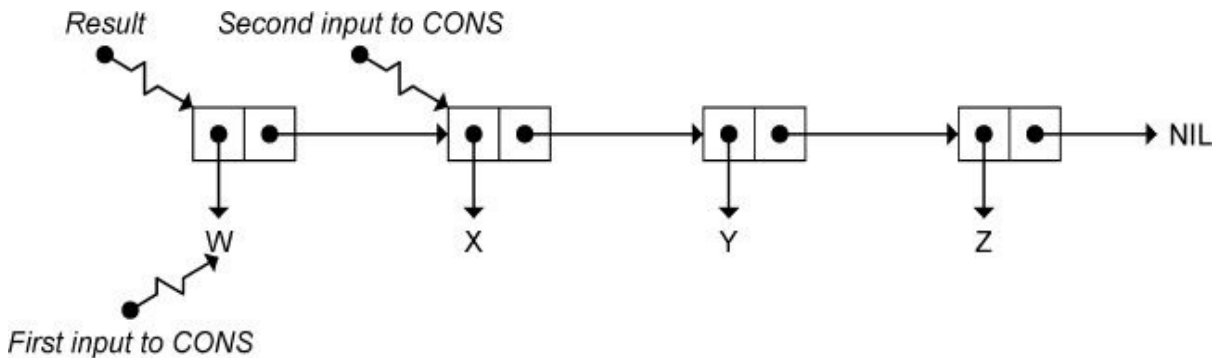 Result
Second input to CONS
NIL
W
X
Y
Z
First input to CONS